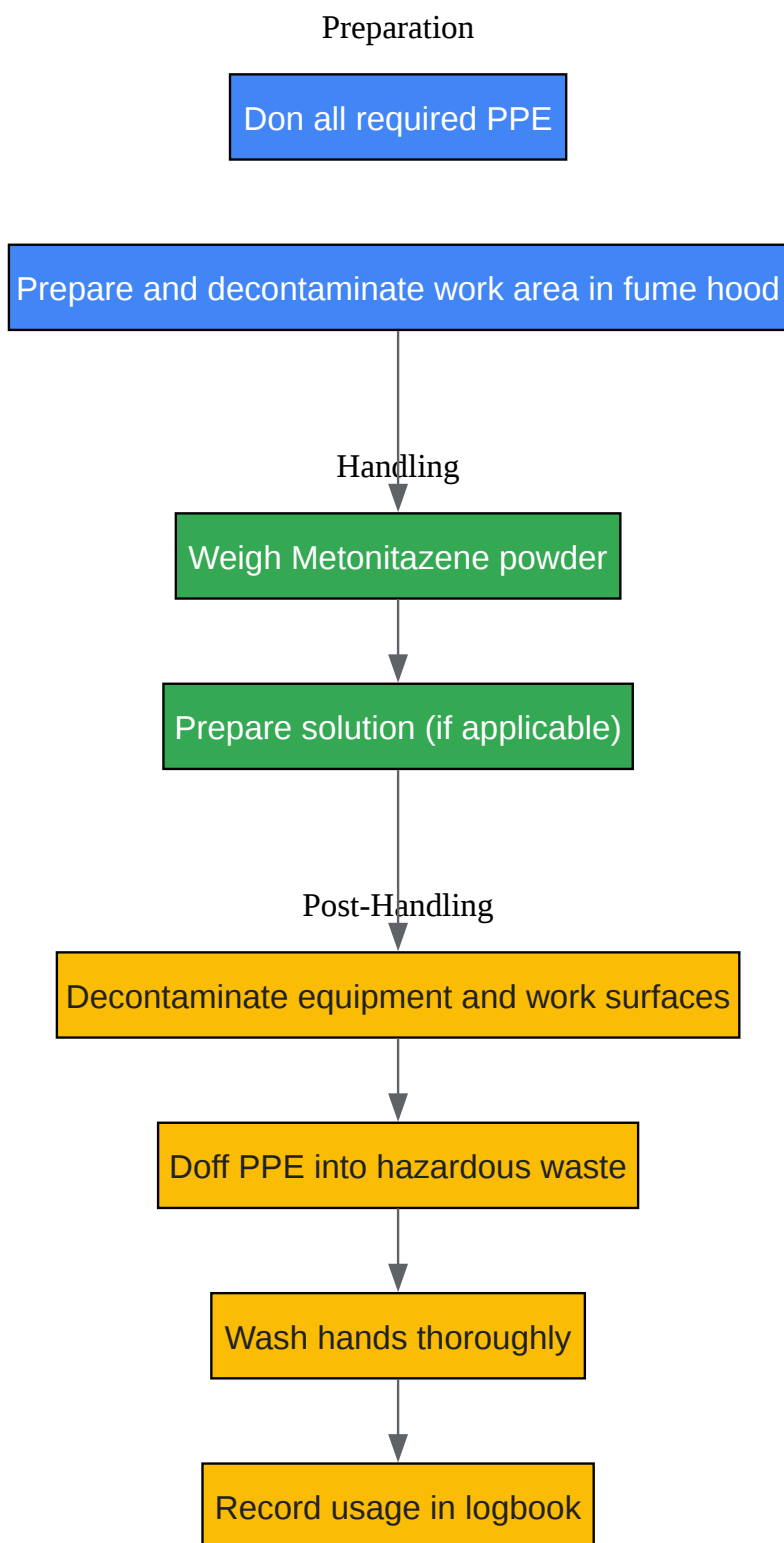 Preparation
Don all required PPE
Prepare and decontaminate work area in fume hood
Handling
Weigh Metonitazene powder
Prepare solution (if applicable)
Post-Handling
Decontaminate equipment and work surfaces
Doff PPE into hazardous waste
Wash hands thoroughly
Record usage in logbook